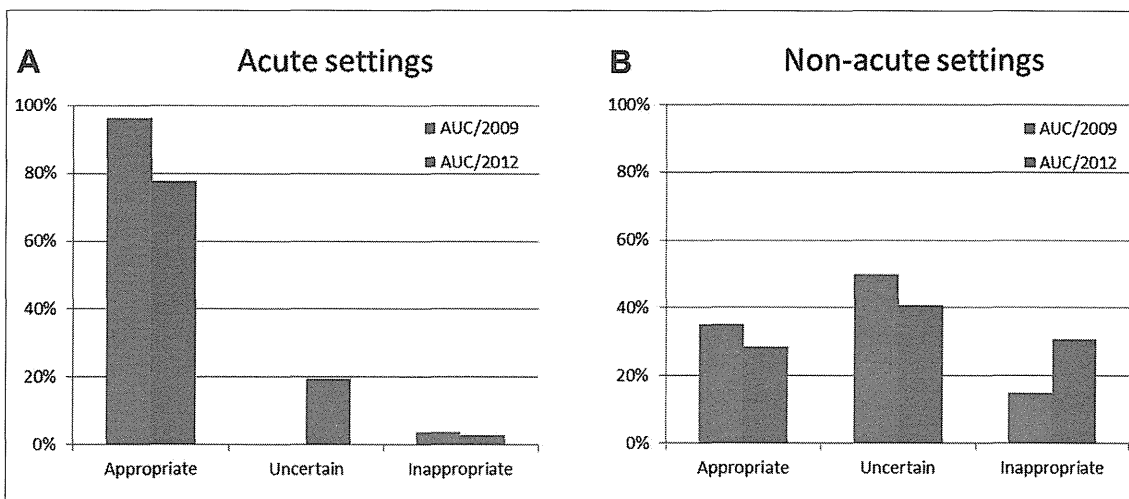 A
Acute settings
100%
80%
60%
40%
20%
0%
AUC/2009
AUC/2012
Appropriate
Uncertain
Inappropriate
B
Non-acute settings
100%
80%
60%
40%
20%
0%
AUC/2009
AUC/2012
Appropriate
Uncertain
Inappropriate